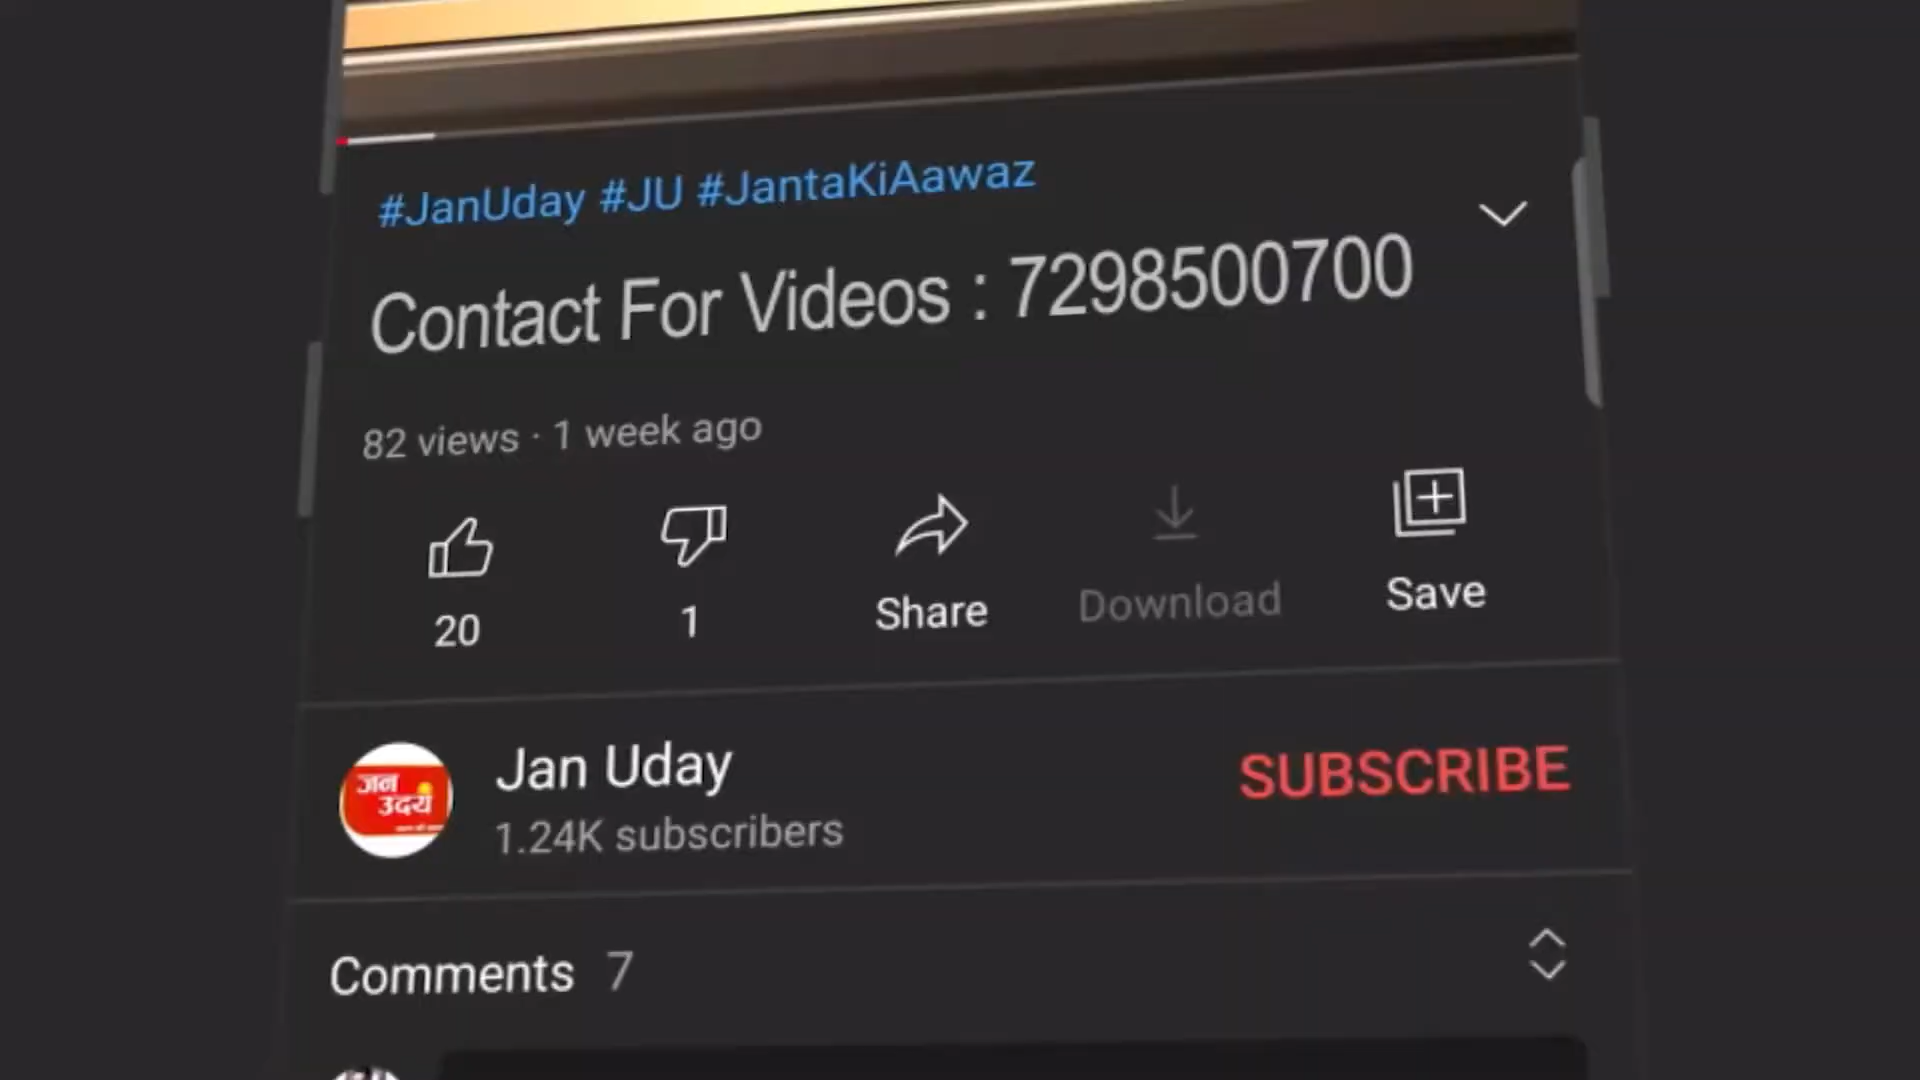 #JanUday #JU #JantaKiAawaz
Contact For Videos : 7298500700
82 views · 1 week ago
20
1
Share
Download
Save
जन
उदय
Jan Uday
1.24K subscribers
SUBSCRIBE
Comments 7